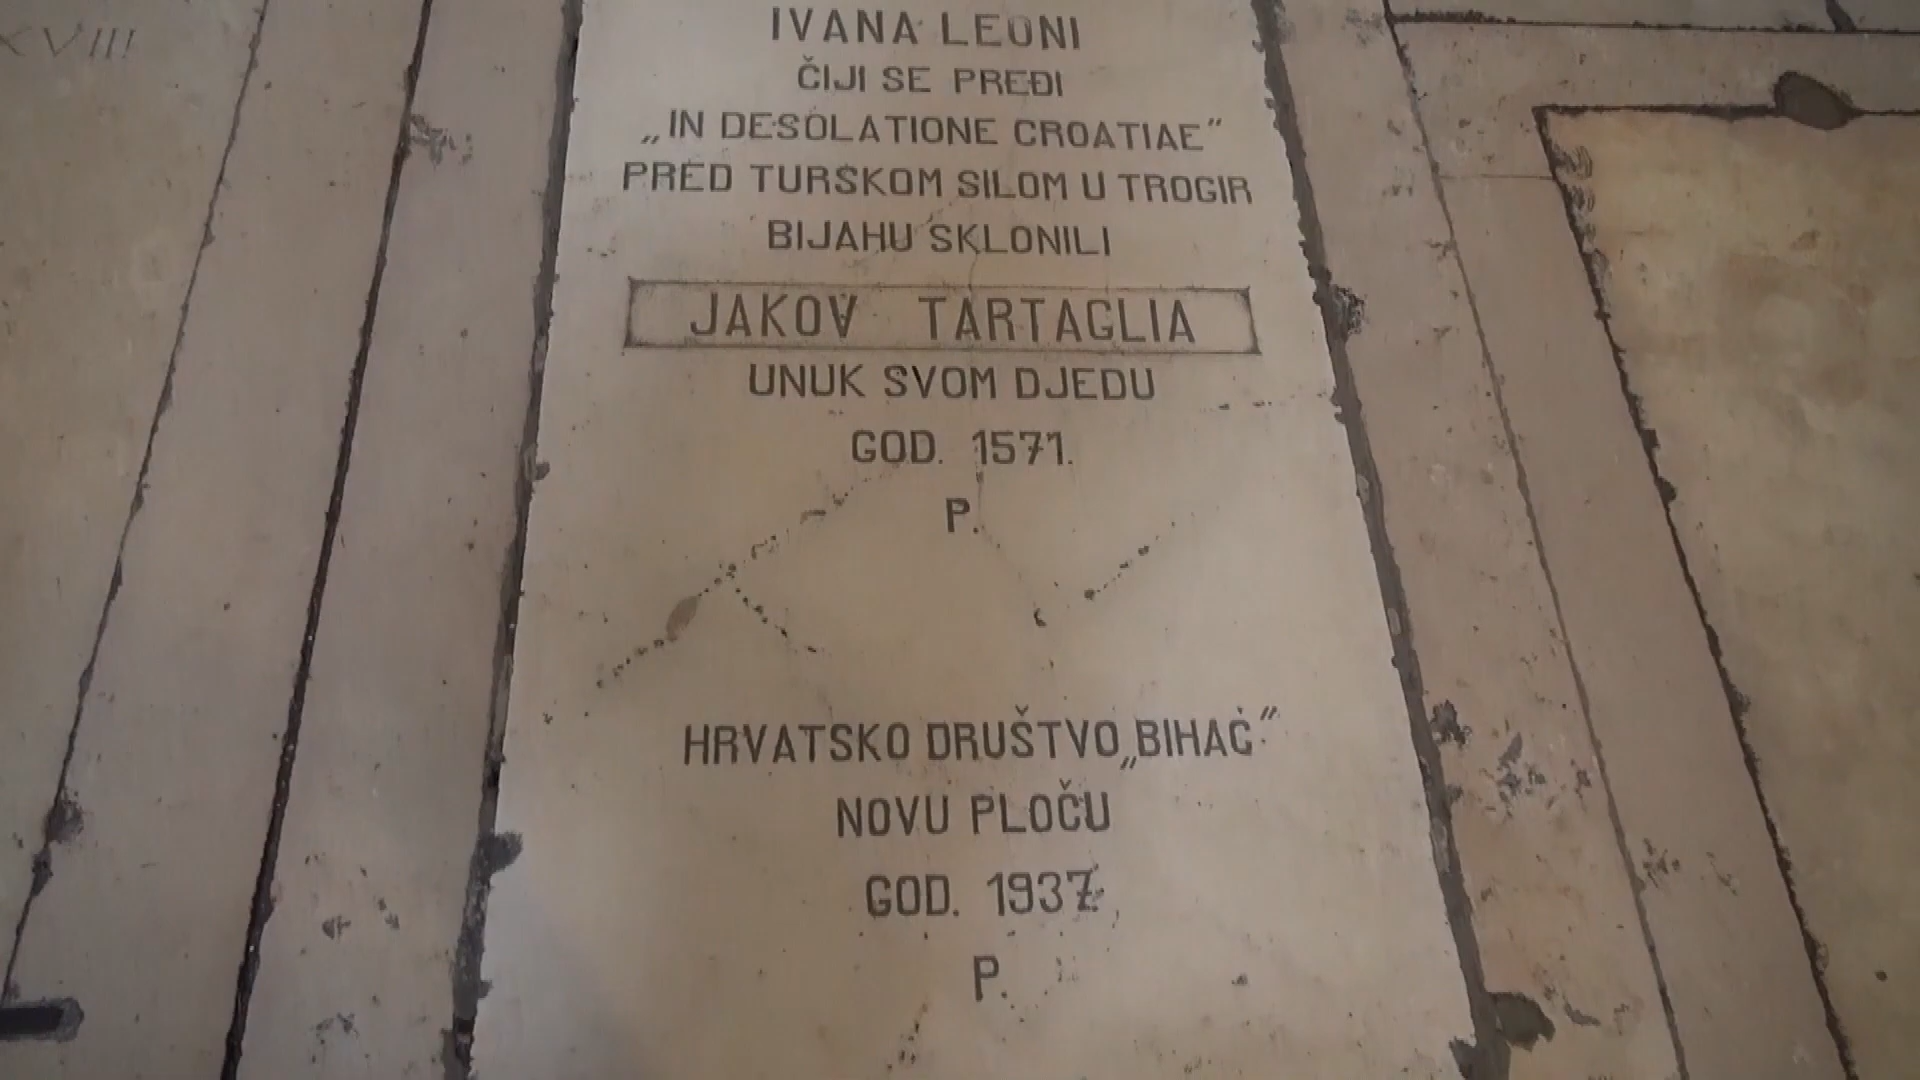 XVIII
IVANA LEONI
ČIJI SE PREĐI
„IN DESOLATIONE CROATIAE"
PRED TURSKOM SILOM U TROGIR
BIJAHU SKLONILI
JAKOV TARTAGLIA
UNUK SVOM DJEDU
GOD. 1571.
P.
HRVATSKO DRUŠTVO „BIHAĆ"
NOVU PLOČU
GOD. 1937.
P.